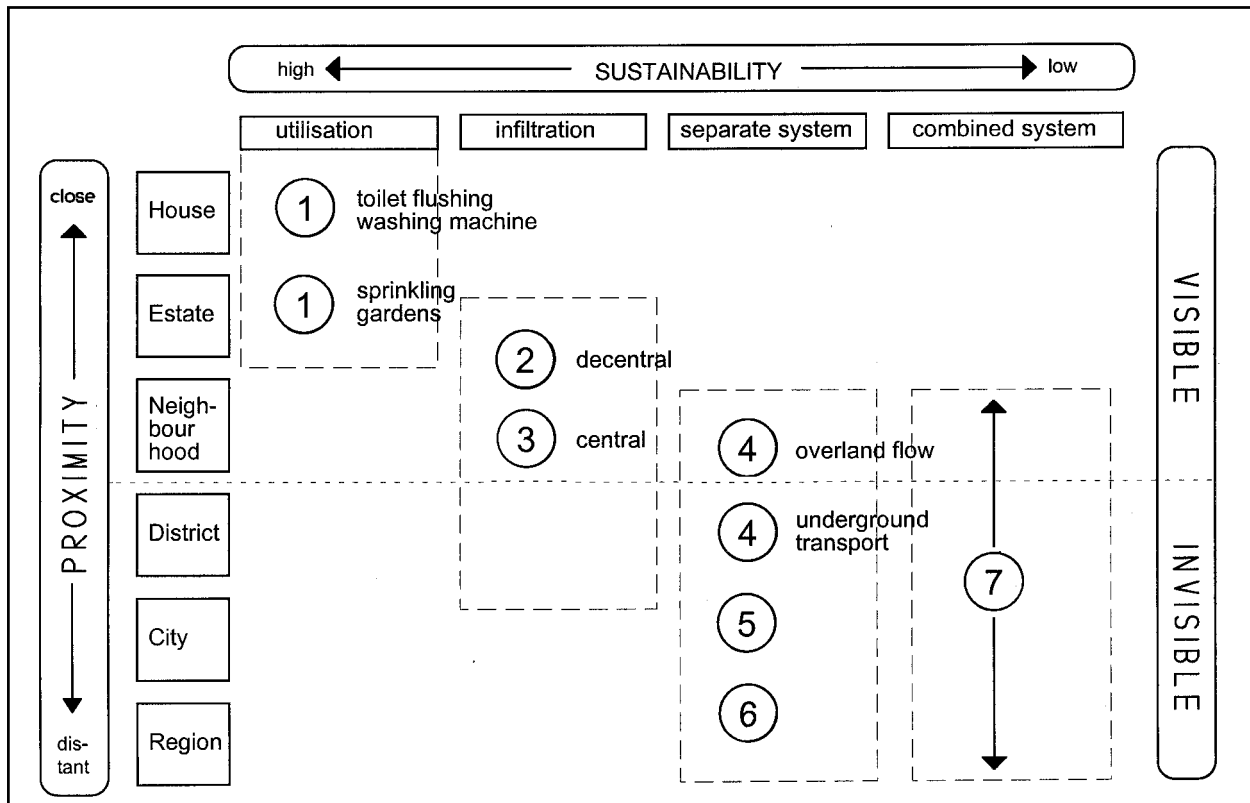 high SUSTAINABILITY low
utilisation infiltration separate system combined system
close
PROXIMITY
dis-
tant
House
Estate
Neigh-
bour
hood
District
City
Region
1 toilet flushing
washing machine
1 sprinkling
gardens
2 decentral
3 central
4 overland flow
4 underground
transport
5
6
7
VISIBLE
INVISIBLE